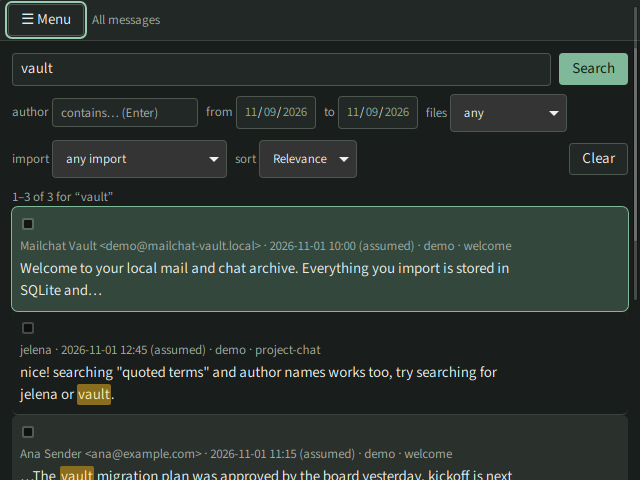 ☰ Menu All messages
vault Search
author contains… (Enter) from 11/09/2026 to 11/09/2026 files any
import any import sort Relevance Clear
1–3 of 3 for “vault”
Mailchat Vault <demo@mailchat-vault.local> · 2026-11-01 10:00 (assumed) · demo · welcome
Welcome to your local mail and chat archive. Everything you import is stored in
SQLite and…
jelena · 2026-11-01 12:45 (assumed) · demo · project-chat
nice! searching "quoted terms" and author names works too, try searching for
jelena or vault.
Ana Sender <ana@example.com> · 2026-11-01 11:15 (assumed) · demo · welcome
…The vault migration plan was approved by the board yesterday. kickoff is next